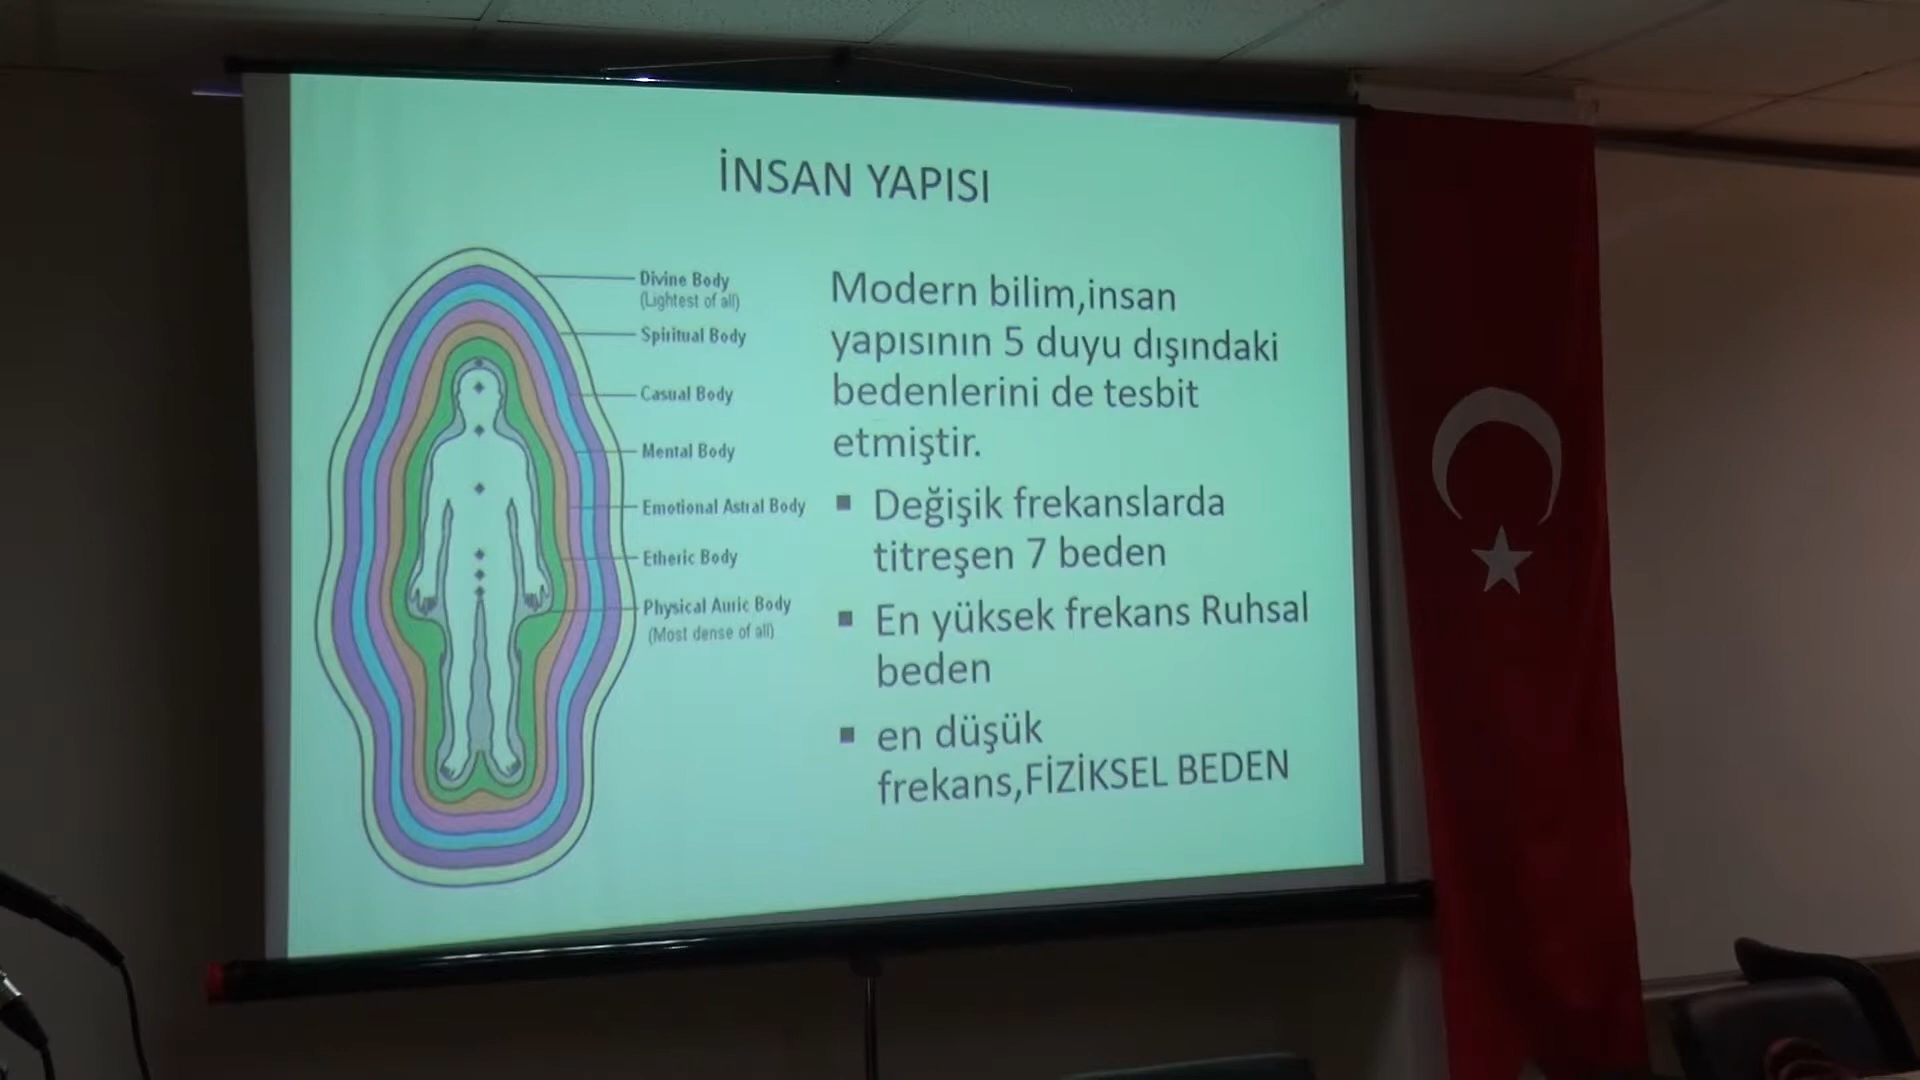 İNSAN YAPISI
Divine Body
(Lightest of all)
Spiritual Body
Casual Body
Mental Body
Emotional Astral Body
Etheric Body
Physical Auric Body
(Most dense of all)
Modern bilim,insan
yapısının 5 duyu dışındaki
bedenlerini de tesbit
etmiştir.
▪ Değişik frekanslarda
titreşen 7 beden
▪ En yüksek frekans Ruhsal
beden
▪ en düşük
frekans,FİZİKSEL BEDEN